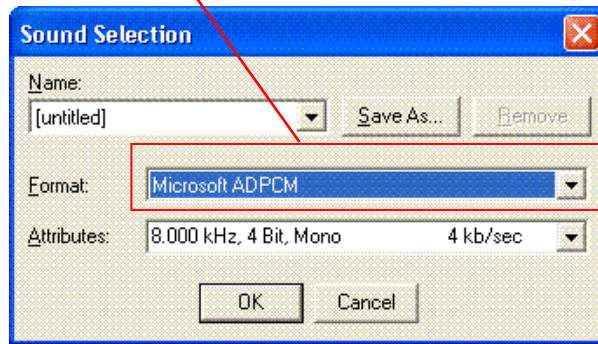 Sound Selection
Name:
[untitled] Save As... Remove
Format: Microsoft ADPCM
Attributes: 8.000 kHz, 4 Bit, Mono 4 kb/sec
OK Cancel